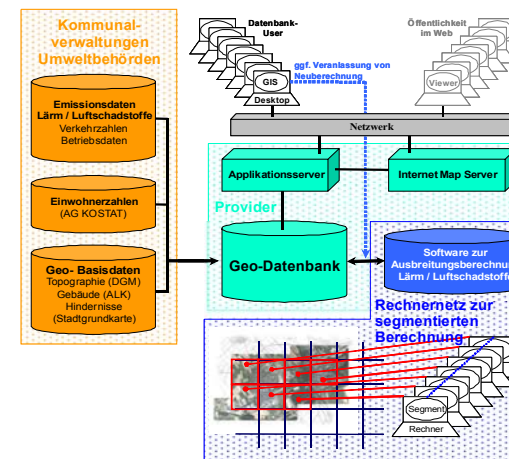 Kommunal-
verwaltungen
Umweltbehörden
Emissionsdaten
Lärm / Luftschadstoffe
Verkehrzahlen
Betriebsdaten
Einwohnerzahlen
(AG KOSTAT)
Geo- Basisdaten
Topographie (DGM)
Gebäude (ALK)
Hindernisse
(Stadtgrundkarte)
Datenbank-
User
GIS
Desktop
ggf. Veranlassung von
Neuberechnung
Öffentlichkeit
im Web
Viewer
Netzwerk
Applikationsserver
Internet Map Server
Provider
Geo-Datenbank
Software zur
Ausbreitungsberechnu
Lärm / Luftschadstoffe
Rechnernetz zur
segmentierten
Berechnung
Segment
Rechner